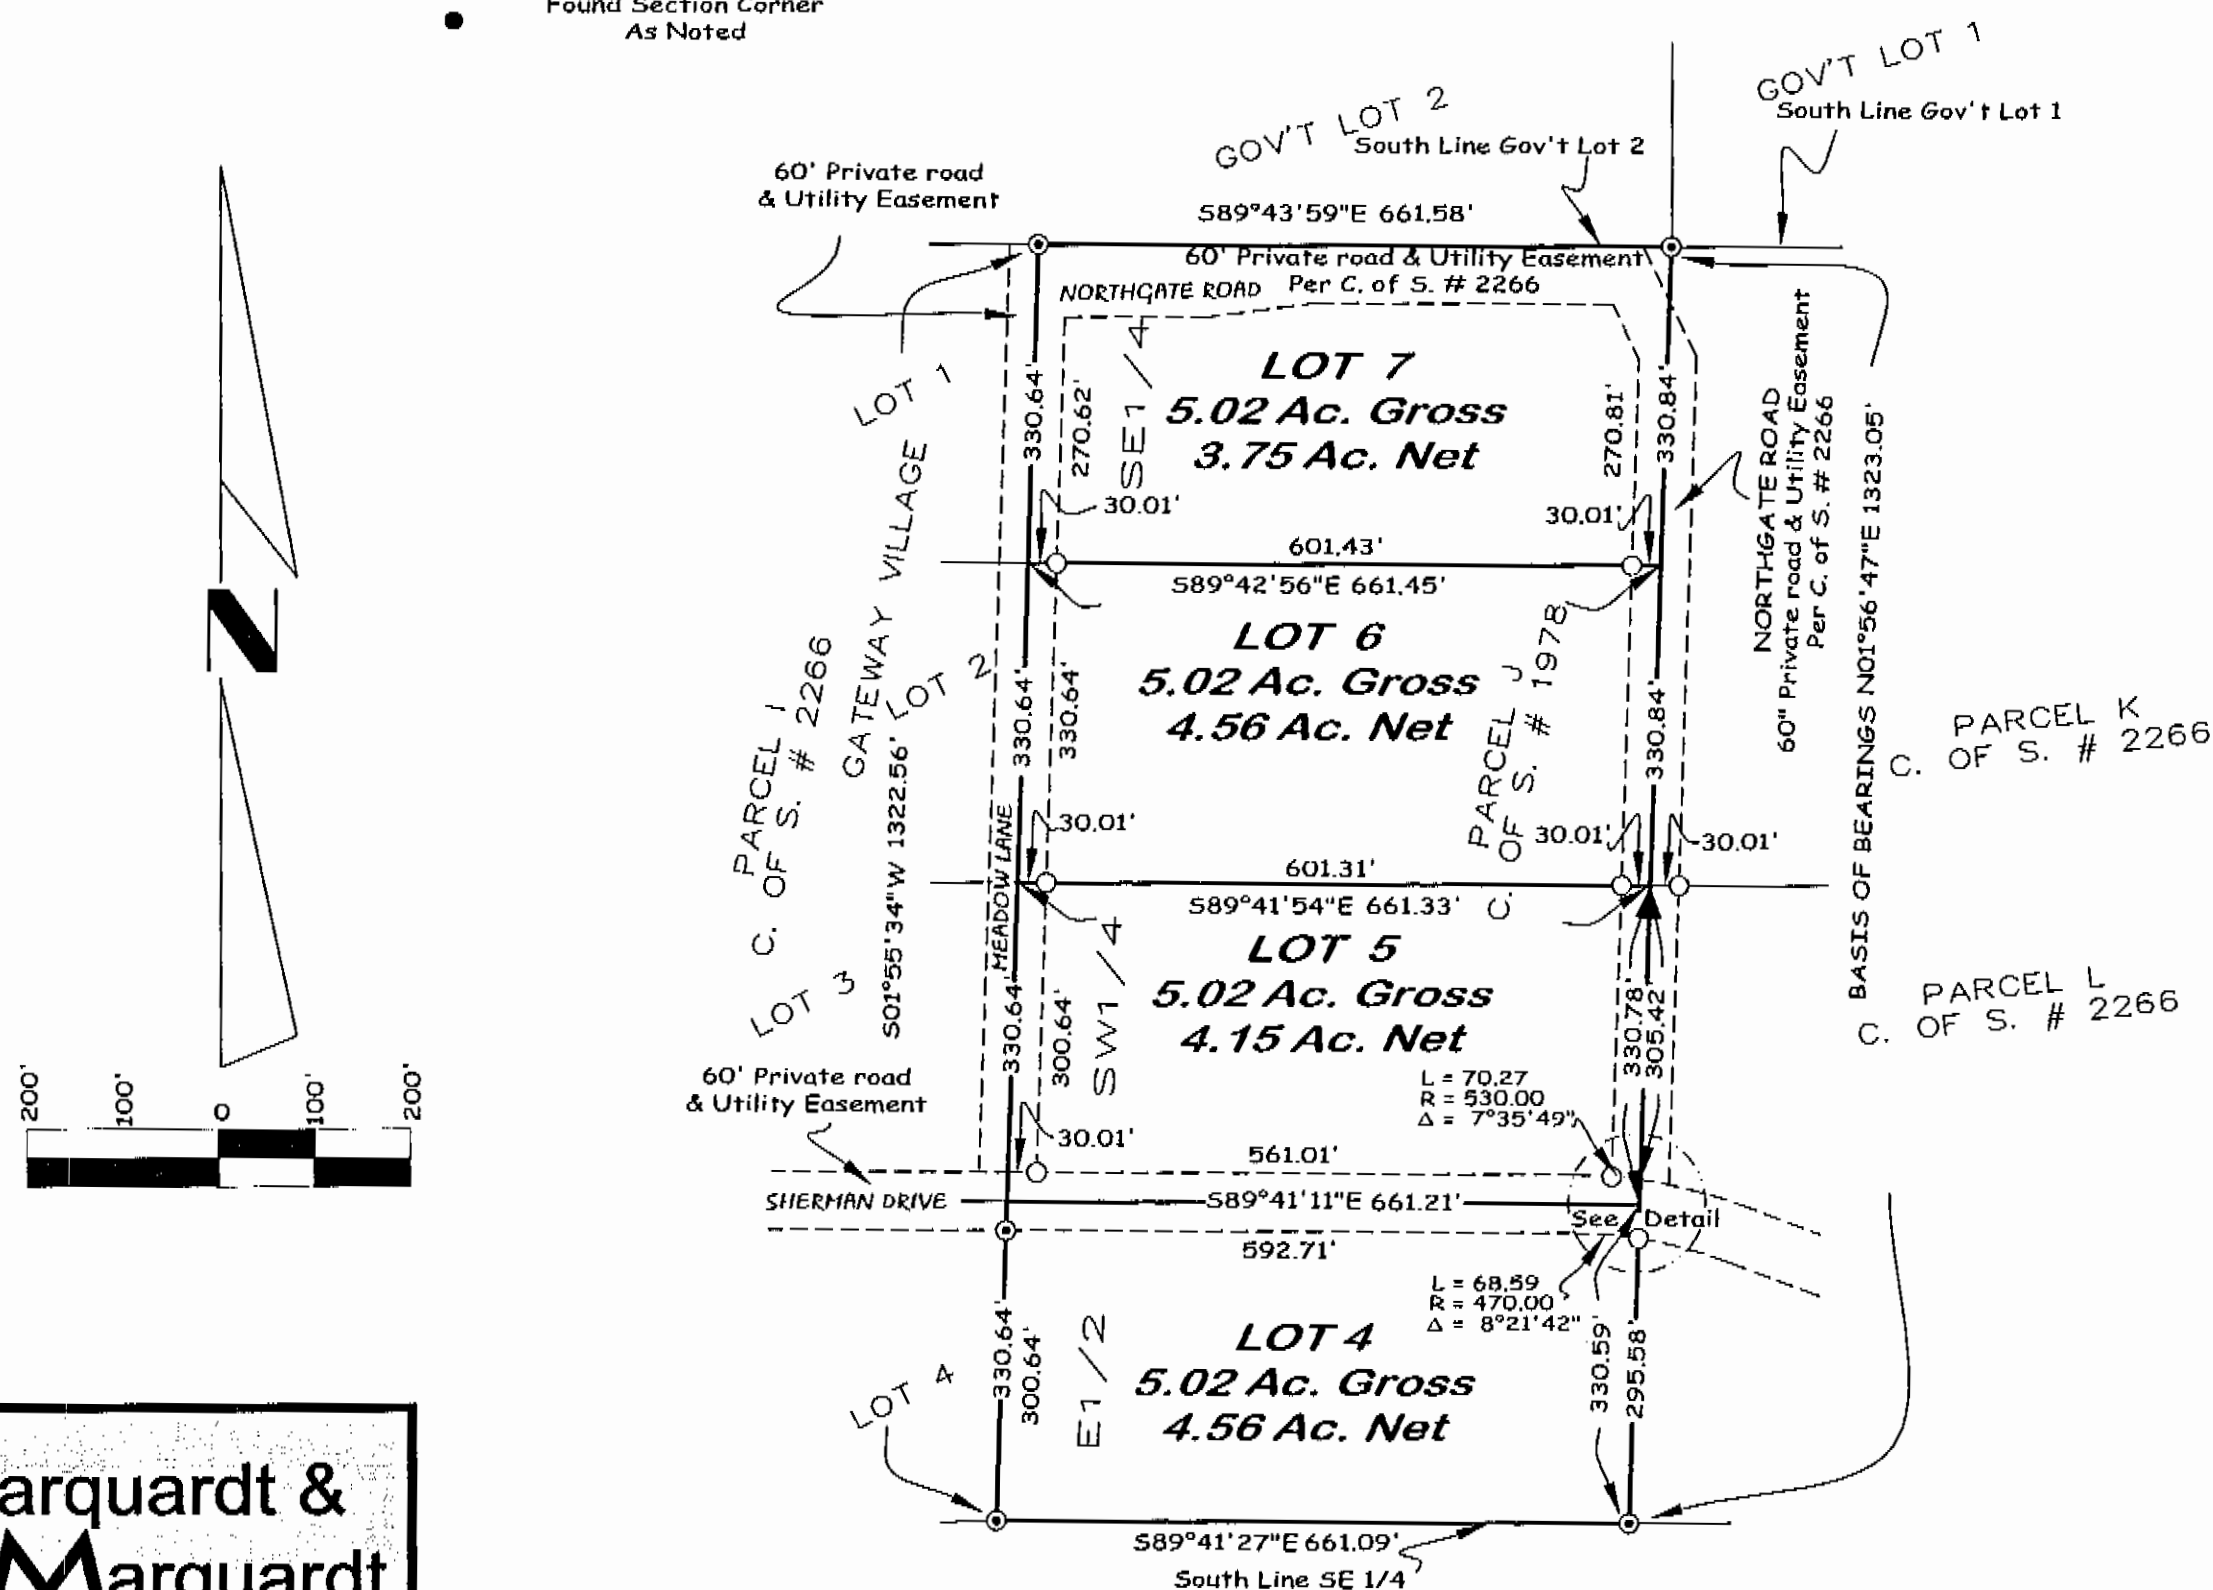 Found Section Corner
As Noted
GOV'T LOT 1
South Line Gov't Lot 1
GOV'T LOT 2
South Line Gov't Lot 2
60' Private road
& Utility Easement
S89°43'59"E 661.58'
60' Private road & Utility Easement
NORTHGATE ROAD Per C. of S. # 2266
LOT 7
5.02 Ac. Gross
3.75 Ac. Net
330.64'
270.62'
SE1/4
270.81'
330.84'
NORTHGATE ROAD
60" Private road & Utility Easement
Per C. of S. # 2266
BASIS OF BEARINGS N01°56'47"E 1323.05'
LOT 1
GATEWAY VILLAGE
30.01'
30.01'
601.43'
S89°42'56"E 661.45'
LOT 6
5.02 Ac. Gross
4.56 Ac. Net
330.64'
330.64'
330.84'
PARCEL J
C. OF S. # 1978
LOT 2
PARCEL I
C. OF S. # 2266
S01°55'34"W 1322.56'
PARCEL K
C. OF S. # 2266
N
30.01'
30.01'
30.01'
MEADOW LANE
601.31'
S89°41'54"E 661.33'
LOT 5
5.02 Ac. Gross
4.15 Ac. Net
330.64'
300.64'
SW1/4
330.78'
305.42'
LOT 3
PARCEL L
C. OF S. # 2266
60' Private road
& Utility Easement
L = 70.27
R = 530.00
Δ = 7°35'49"
200'
100'
0
100'
200'
30.01'
561.01'
SHERMAN DRIVE
S89°41'11"E 661.21'
See Detail
592.71'
L = 68.59
R = 470.00
Δ = 8°21'42"
LOT 4
5.02 Ac. Gross
4.56 Ac. Net
330.64'
300.64'
E1/2
330.59'
295.58'
LOT 4
S89°41'27"E 661.09'
South Line SE 1/4
arquardt &
Marquardt